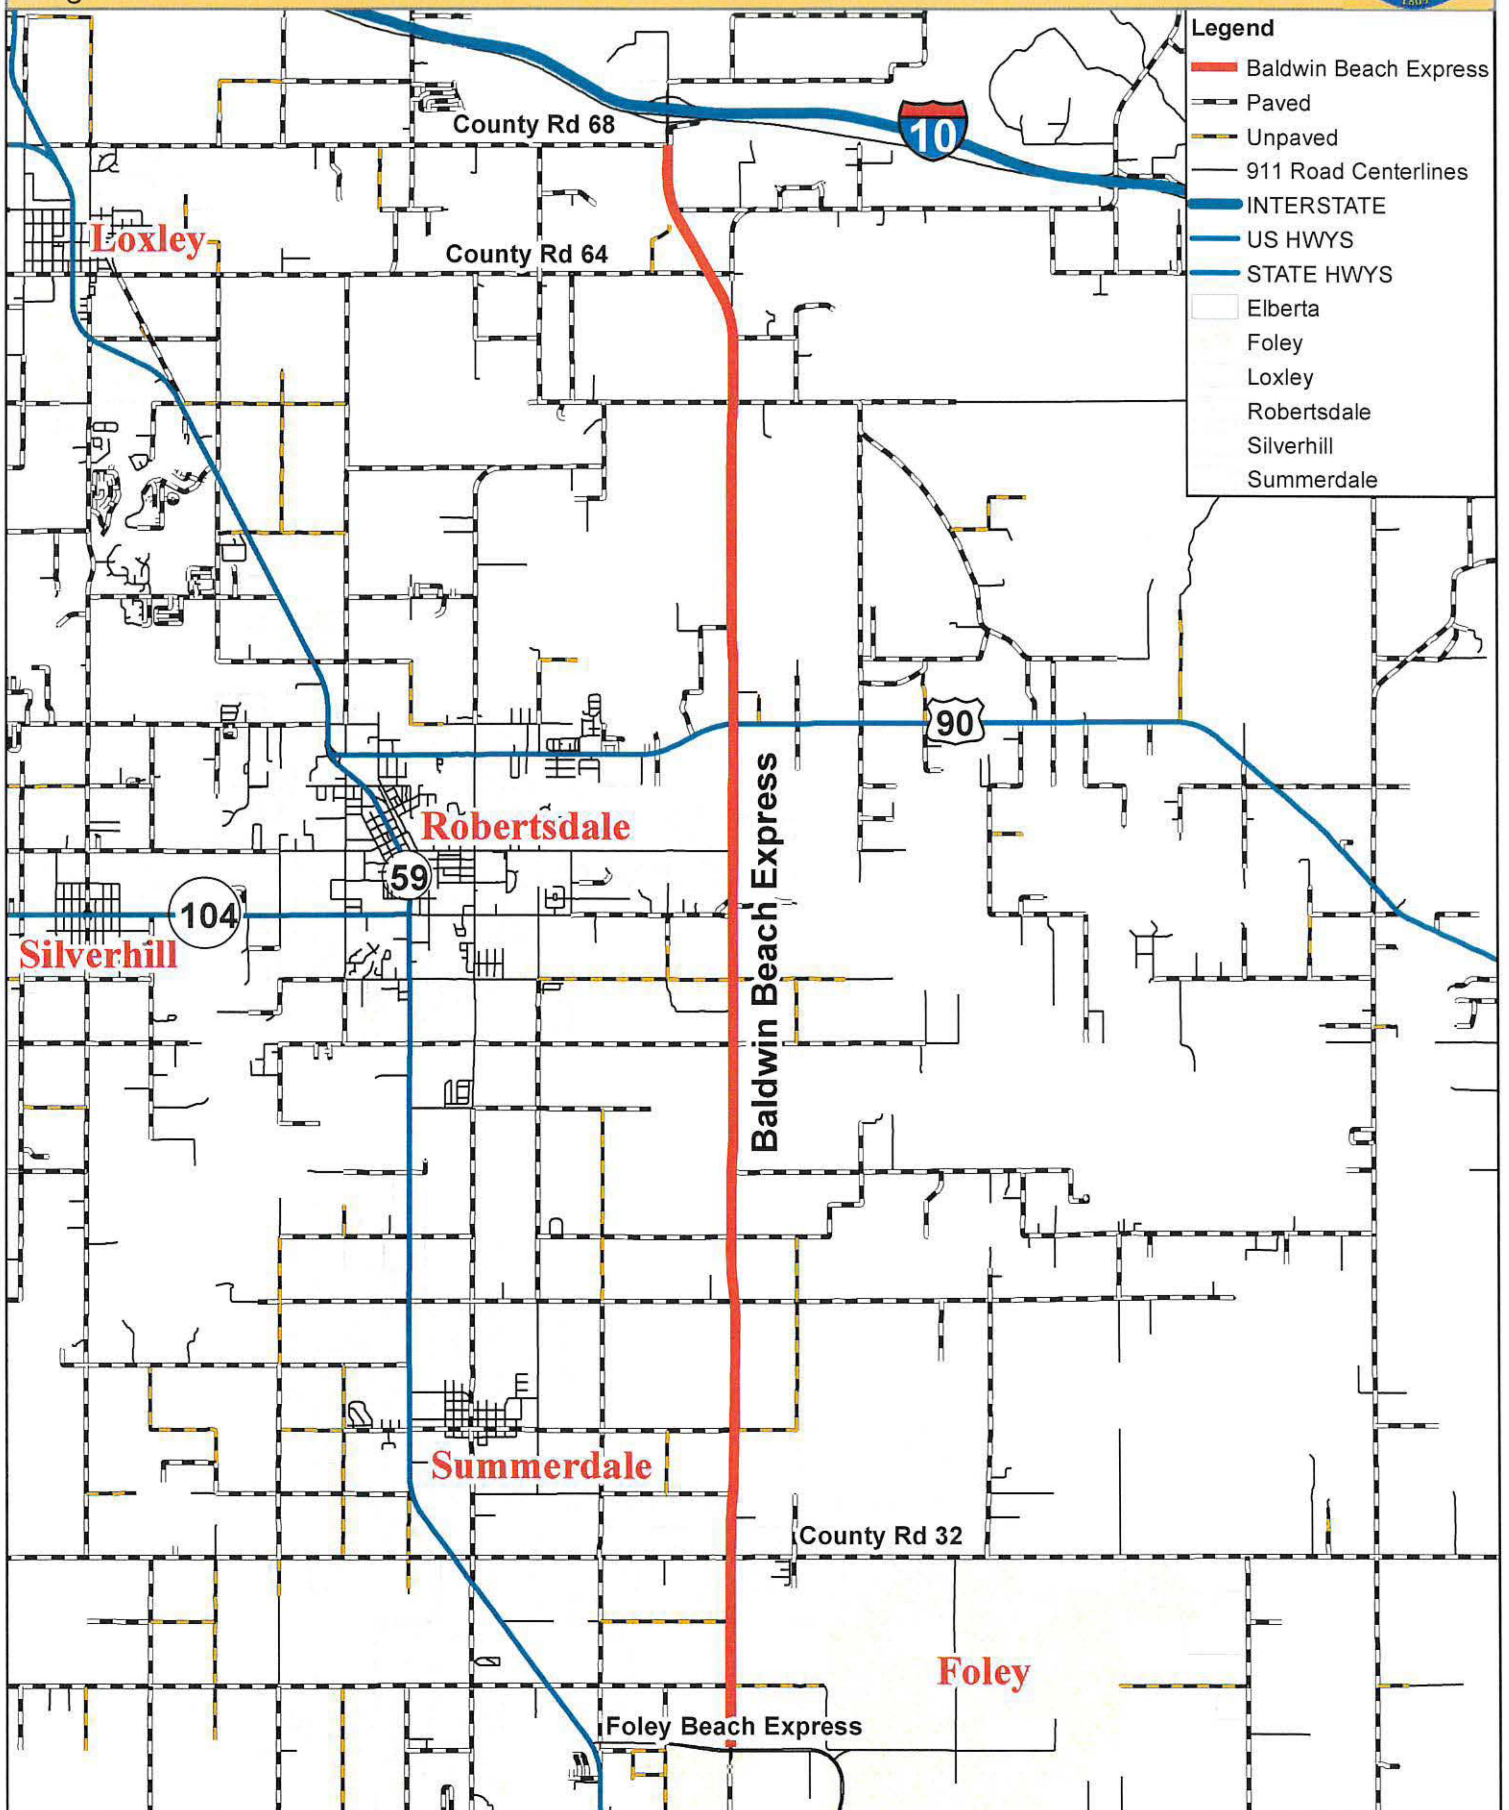 Legend
Baldwin Beach Express
Paved
Unpaved
911 Road Centerlines
INTERSTATE
US HWYS
STATE HWYS
Elberta
Foley
Loxley
Robertsdale
Silverhill
Summerdale
County Rd 68
10
Loxley
County Rd 64
90
Baldwin Beach Express
Robertsdale
59
104
Silverhill
Summerdale
County Rd 32
Foley
Foley Beach Express